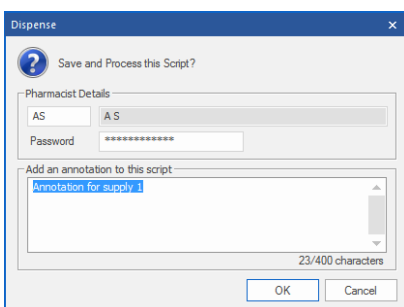 Dispense
Save and Process this Script?
Pharmacist Details
AS A S
Password ************
Add an annotation to this script
Annotation for supply 1
23/400 characters
OK Cancel